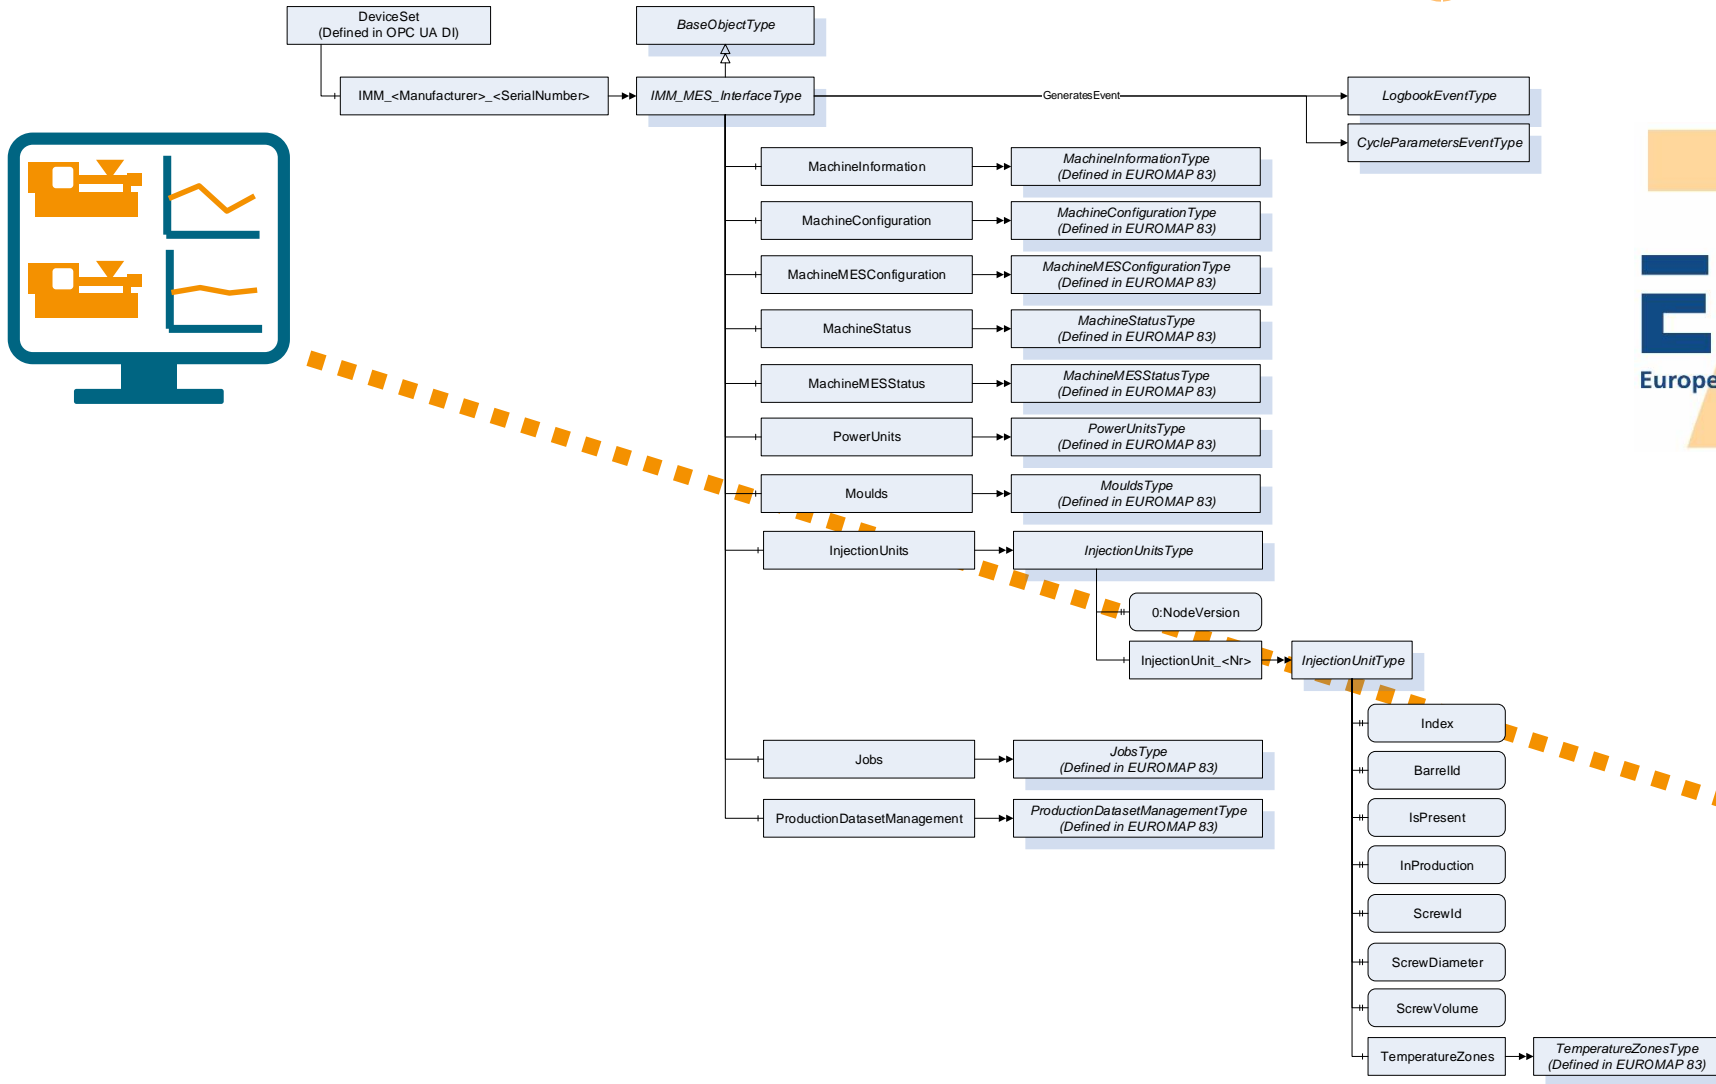 DeviceSet
(Defined in OPC UA DI)
BaseObjectType
IMM_<Manufacturer>_<SerialNumber>
IMM_MES_InterfaceType
GeneratesEvent
LogbookEventType
CycleParametersEventType
MachineInformation
MachineInformationType
(Defined in EUROMAP 83)
MachineConfiguration
MachineConfigurationType
(Defined in EUROMAP 83)
MachineMESConfiguration
MachineMESConfigurationType
(Defined in EUROMAP 83)
MachineStatus
MachineStatusType
(Defined in EUROMAP 83)
MachineMESStatus
MachineMESStatusType
(Defined in EUROMAP 83)
Europe
PowerUnits
PowerUnitsType
(Defined in EUROMAP 83)
Moulds
MouldsType
(Defined in EUROMAP 83)
InjectionUnits
InjectionUnitsType
0:NodeVersion
InjectionUnit_<Nr>
InjectionUnitType
Index
Jobs
JobsType
(Defined in EUROMAP 83)
BarrelId
ProductionDatasetManagement
ProductionDatasetManagementType
(Defined in EUROMAP 83)
IsPresent
InProduction
ScrewId
ScrewDiameter
ScrewVolume
TemperatureZones
TemperatureZonesType
(Defined in EUROMAP 83)